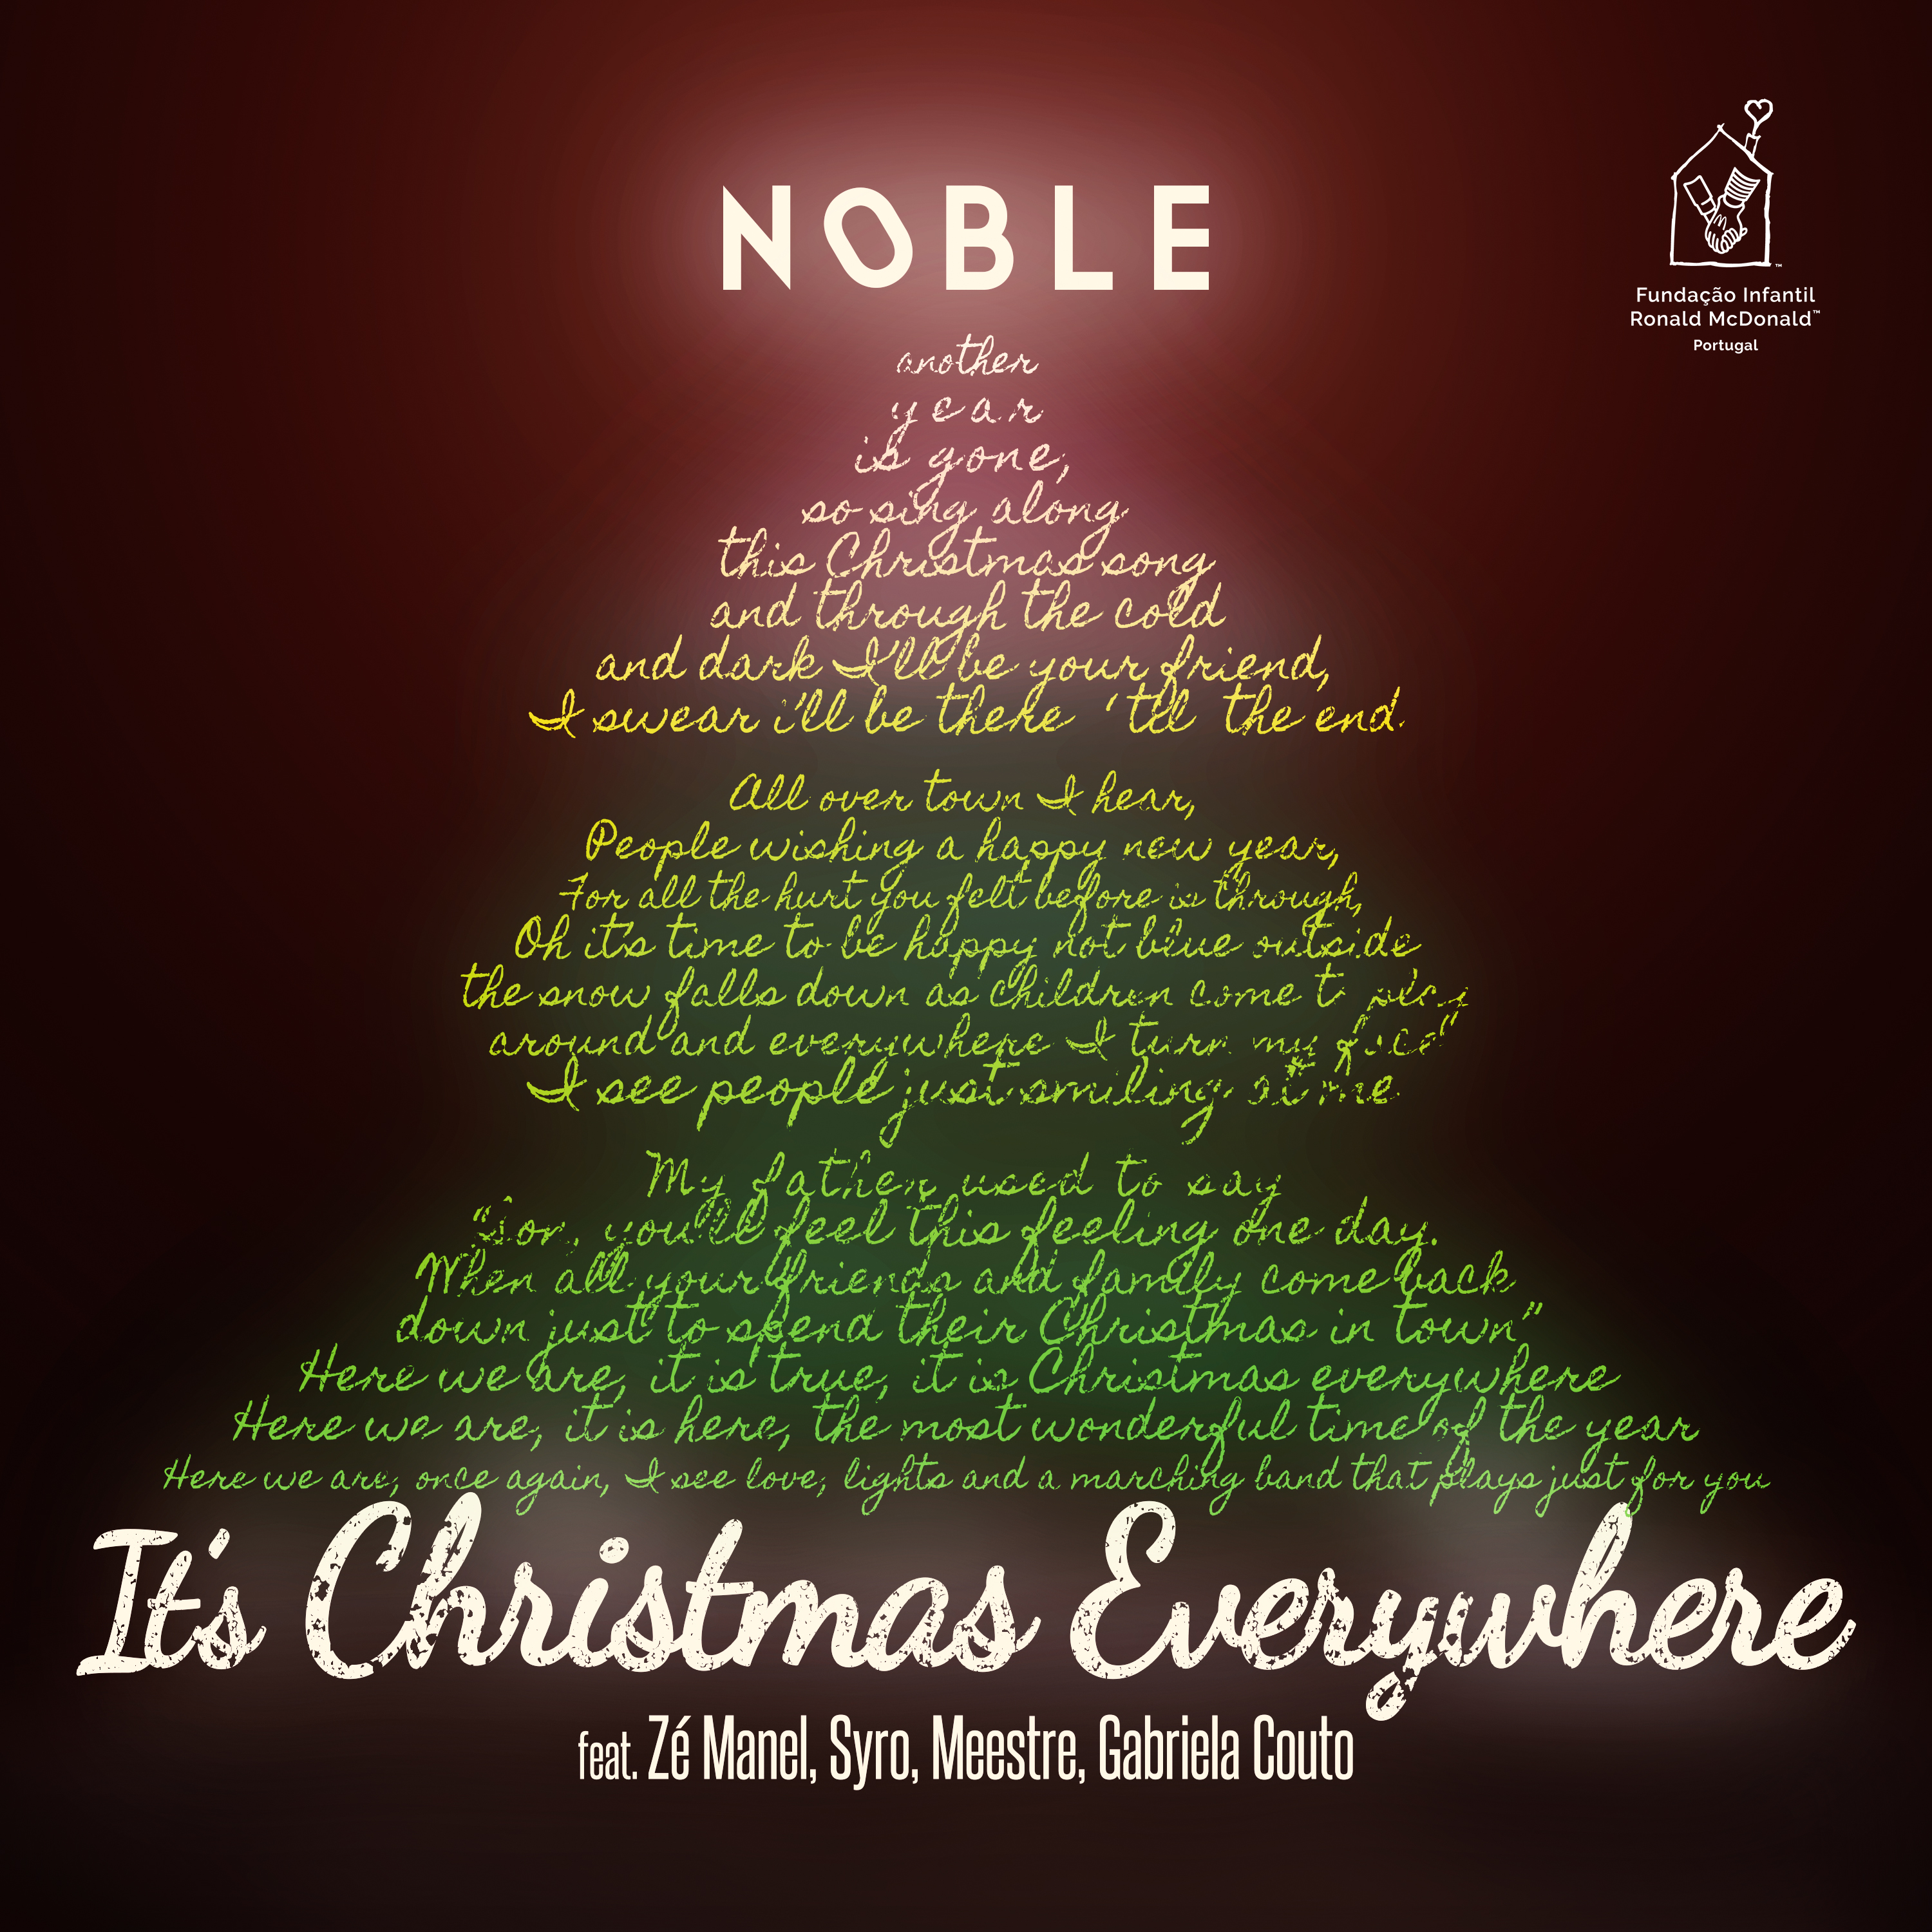 NOBLE
Fundação Infantil
Ronald McDonald™
Portugal
another
year
is gone,
so sing along
this Christmas song
and through the cold
and dark I'll be your friend,
I swear i'll be there 'til the end.
All over town I hear,
People wishing a happy new year,
For all the hurt you felt before is through,
Oh it's time to be happy not blue outside
the snow falls down as children come to play
around and everywhere I turn my face
I see people just smiling at me
My father used to say
"Son, you'll feel this feeling one day.
When all your friends and family come back
down just to spend their Christmas in town"
Here we are, it is true, it is Christmas everywhere
Here we are, it is here, the most wonderful time of the year
Here we are, once again, I see love, lights and a marching band that plays just for you
It's Christmas Everywhere
feat. Zé Manel, Syro, Meestre, Gabriela Couto